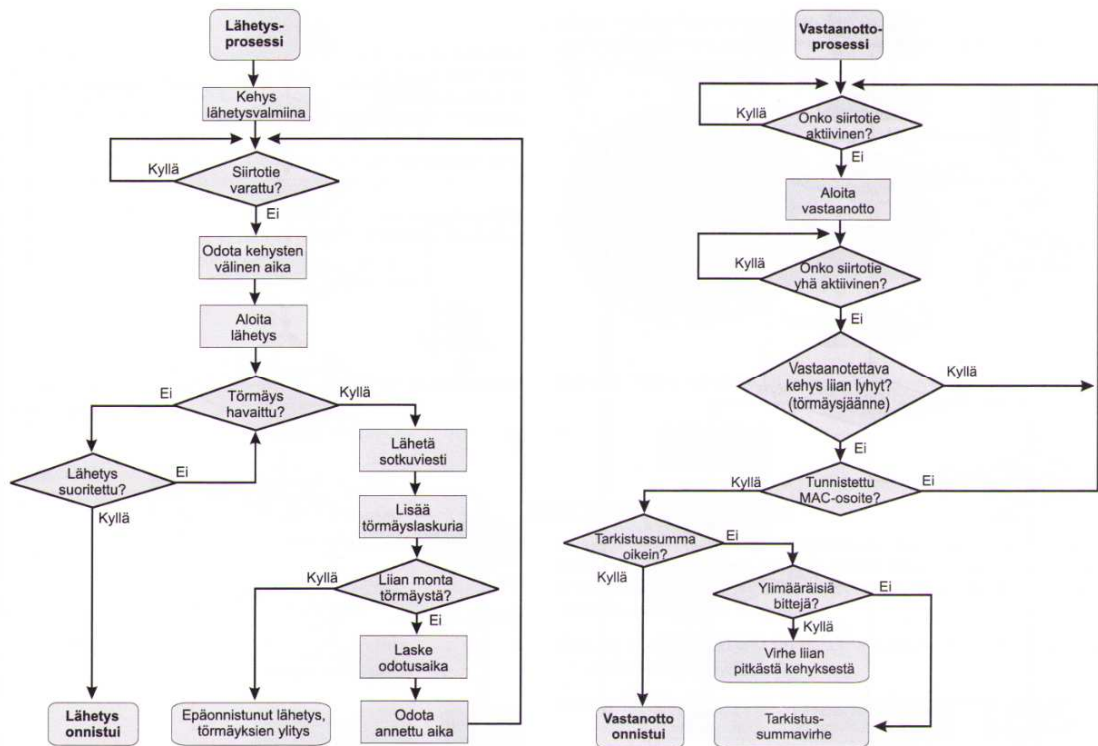 Lähetys-
prosessi
Kehys
lähetysvalmiina
Kyllä
Siirtotie
varattu?
Ei
Odota kehysten
välinen aika
Aloita
lähetys
Ei
Törmäys
havaittu?
Kyllä
Lähetys
suoritettu?
Ei
Kyllä
Lähetä
sotkuviesti
Lisää
törmäyslaskuria
Kyllä
Liian monta
törmäystä?
Ei
Laske
odotusaika
Lähetys
onnistui
Epäonnistunut lähetys,
törmäyksien ylitys
Odota
annettu aika
Vastaanotto-
prosessi
Kyllä
Onko siirtotie
aktiivinen?
Ei
Aloita
vastaanotto
Kyllä
Onko siirtotie
yhä aktiivinen?
Ei
Vastaanotettava
kehys liian lyhyt?
(törmäysjäänne)
Kyllä
Ei
Kyllä
Tunnistettu
MAC-osoite?
Ei
Tarkistussumma
oikein?
Ei
Kyllä
Ylimääräisiä
bittejä?
Ei
Kyllä
Virhe liian
pitkästä kehyksestä
Vastanotto
onnistui
Tarkistus-
summavirhe